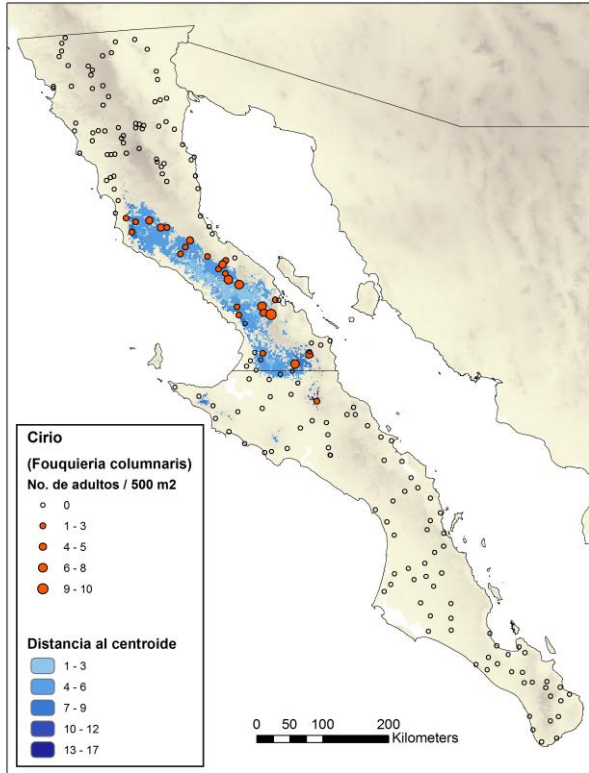 Cirio
(Fouquieria columnaris)
No. de adultos / 500 m2
0
1 - 3
4 - 5
6 - 8
9 - 10
Distancia al centroide
1 - 3
4 - 6
7 - 9
10 - 12
13 - 17
0 50 100 200
Kilometers